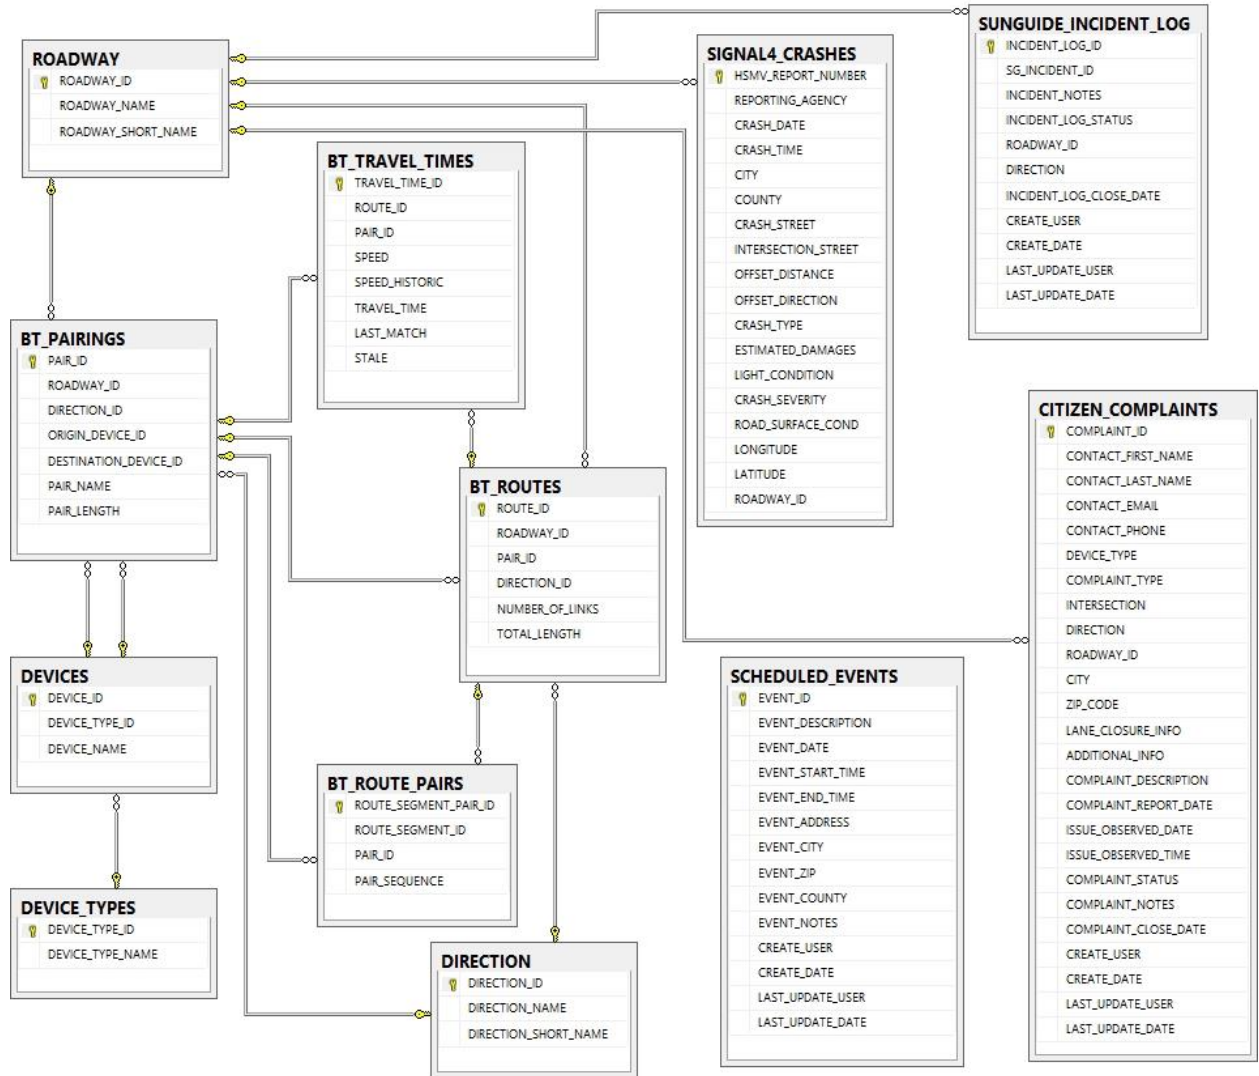 ROADWAY
ROADWAY_ID
ROADWAY_NAME
ROADWAY_SHORT_NAME
BT_TRAVEL_TIMES
TRAVEL_TIME_ID
ROUTE_ID
PAIR_ID
SPEED
SPEED_HISTORIC
TRAVEL_TIME
LAST_MATCH
STALE
SIGNAL4_CRASHES
HSMV_REPORT_NUMBER
REPORTING_AGENCY
CRASH_DATE
CRASH_TIME
CITY
COUNTY
CRASH_STREET
INTERSECTION_STREET
OFFSET_DISTANCE
OFFSET_DIRECTION
CRASH_TYPE
ESTIMATED_DAMAGES
LIGHT_CONDITION
CRASH_SEVERITY
ROAD_SURFACE_COND
LONGITUDE
LATITUDE
ROADWAY_ID
SUNGUIDE_INCIDENT_LOG
INCIDENT_LOG_ID
SG_INCIDENT_ID
INCIDENT_NOTES
INCIDENT_LOG_STATUS
ROADWAY_ID
DIRECTION
INCIDENT_LOG_CLOSE_DATE
CREATE_USER
CREATE_DATE
LAST_UPDATE_USER
LAST_UPDATE_DATE
BT_PAIRINGS
PAIR_ID
ROADWAY_ID
DIRECTION_ID
ORIGIN_DEVICE_ID
DESTINATION_DEVICE_ID
PAIR_NAME
PAIR_LENGTH
BT_ROUTES
ROUTE_ID
ROADWAY_ID
PAIR_ID
DIRECTION_ID
NUMBER_OF_LINKS
TOTAL_LENGTH
CITIZEN_COMPLAINTS
COMPLAINT_ID
CONTACT_FIRST_NAME
CONTACT_LAST_NAME
CONTACT_EMAIL
CONTACT_PHONE
DEVICE_TYPE
COMPLAINT_TYPE
INTERSECTION
DIRECTION
ROADWAY_ID
CITY
ZIP_CODE
LANE_CLOSURE_INFO
ADDITIONAL_INFO
COMPLAINT_DESCRIPTION
COMPLAINT_REPORT_DATE
ISSUE_OBSERVED_DATE
ISSUE_OBSERVED_TIME
COMPLAINT_STATUS
COMPLAINT_NOTES
COMPLAINT_CLOSE_DATE
CREATE_USER
CREATE_DATE
LAST_UPDATE_USER
LAST_UPDATE_DATE
DEVICES
DEVICE_ID
DEVICE_TYPE_ID
DEVICE_NAME
SCHEDULED_EVENTS
EVENT_ID
EVENT_DESCRIPTION
EVENT_DATE
EVENT_START_TIME
EVENT_END_TIME
EVENT_ADDRESS
EVENT_CITY
EVENT_ZIP
EVENT_COUNTY
EVENT_NOTES
CREATE_USER
CREATE_DATE
LAST_UPDATE_USER
LAST_UPDATE_DATE
BT_ROUTE_PAIRS
ROUTE_SEGMENT_PAIR_ID
ROUTE_SEGMENT_ID
PAIR_ID
PAIR_SEQUENCE
DEVICE_TYPES
DEVICE_TYPE_ID
DEVICE_TYPE_NAME
DIRECTION
DIRECTION_ID
DIRECTION_NAME
DIRECTION_SHORT_NAME